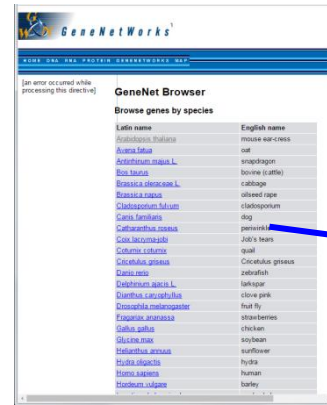 GeneNetWorks
HOME DNA RNA PROTEIN GENENETWORKS MAP
[an error occurred while
processing this directive]
GeneNet Browser
Browse genes by species
Latin name English name
Arabidopsis thaliana mouse ear-cress
Avena fatua oat
Antirrhinum majus L. snapdragon
Bos taurus bovine (cattle)
Brassica oleraceae L. cabbage
Brassica napus oilseed rape
Cladosporium fulvum cladosporium
Canis familiaris dog
Catharanthus roseus
Coix lacryma-jobi Job's tears
Coturnix coturnix quail
Cricetulus griseus Cricetulus griseus
Danio rerio zebrafish
Delphinium ajacis L. larkspar
Dianthus caryophyllus clove pink
Drosophila melanogaster fruit fly
Fragariax ananassa strawberries
Gallus gallus chicken
Glycine max soybean
Helianthus annuus sunflower
Hydra oligactis hydra
Homo sapiens human
Hordeum vulgare barley